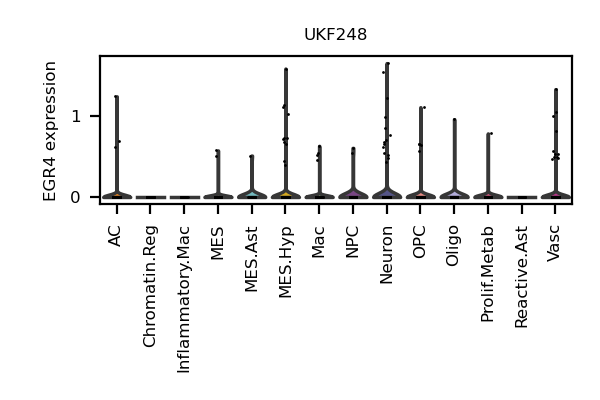 UKF248
EGR4 expression
1
0
AC
Chromatin.Reg
Inflammatory.Mac
MES
MES.Ast
MES.Hyp
Mac
NPC
Neuron
OPC
Oligo
Prolif.Metab
Reactive.Ast
Vasc